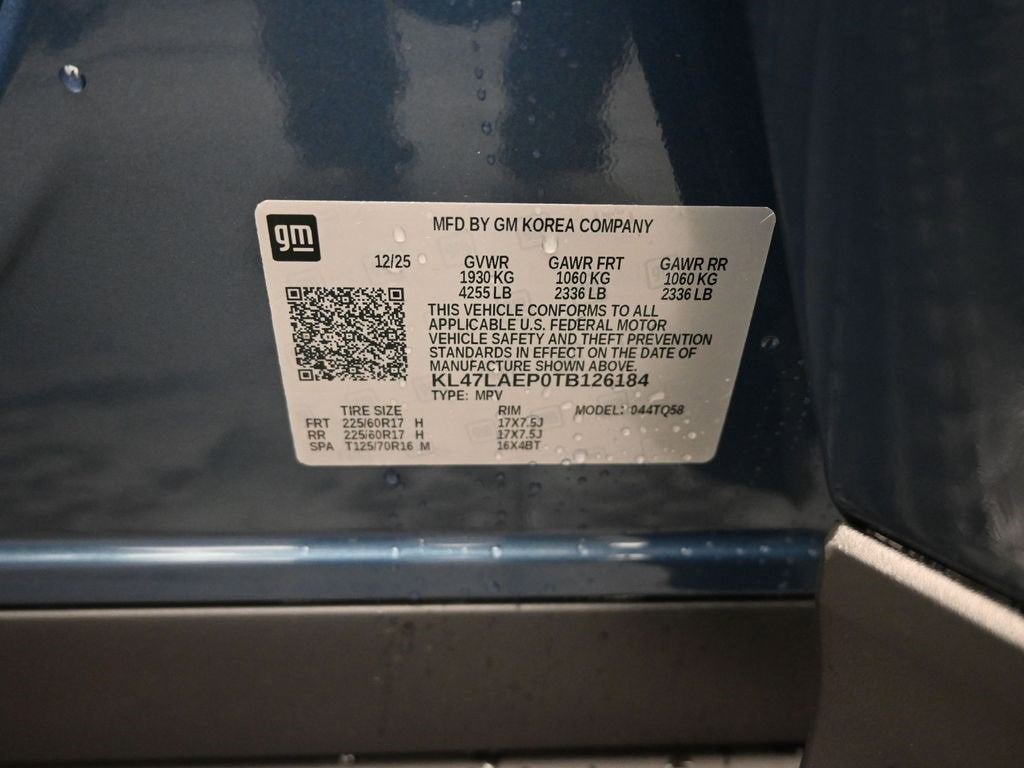 gm
MFD BY GM KOREA COMPANY
12/25 GVWR GAWR FRT GAWR RR
1930 KG 1060 KG 1060 KG
4255 LB 2336 LB 2336 LB
THIS VEHICLE CONFORMS TO ALL
APPLICABLE U.S. FEDERAL MOTOR
VEHICLE SAFETY AND THEFT PREVENTION
STANDARDS IN EFFECT ON THE DATE OF
MANUFACTURE SHOWN ABOVE.
KL47LAEP0TB126184
TYPE: MPV
TIRE SIZE RIM MODEL: 044TQ58
FRT 225/60R17 H 17X7.5J
RR 225/60R17 H 17X7.5J
SPA T125/70R16 M 16X4BT